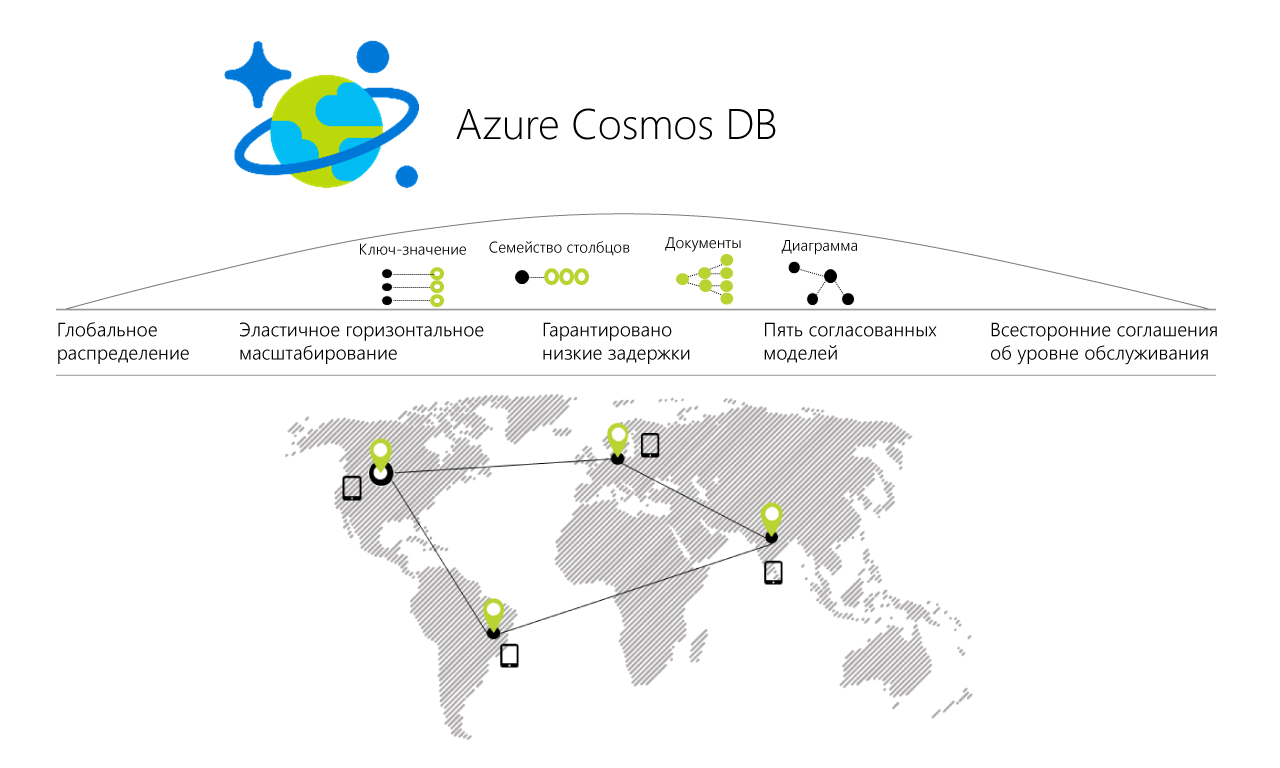 Azure Cosmos DB
Ключ-значение
Семейство столбцов
Документы
Диаграмма
Глобальное
распределение
Эластичное горизонтальное
масштабирование
Гарантировано
низкие задержки
Пять согласованных
моделей
Всесторонние соглашения
об уровне обслуживания